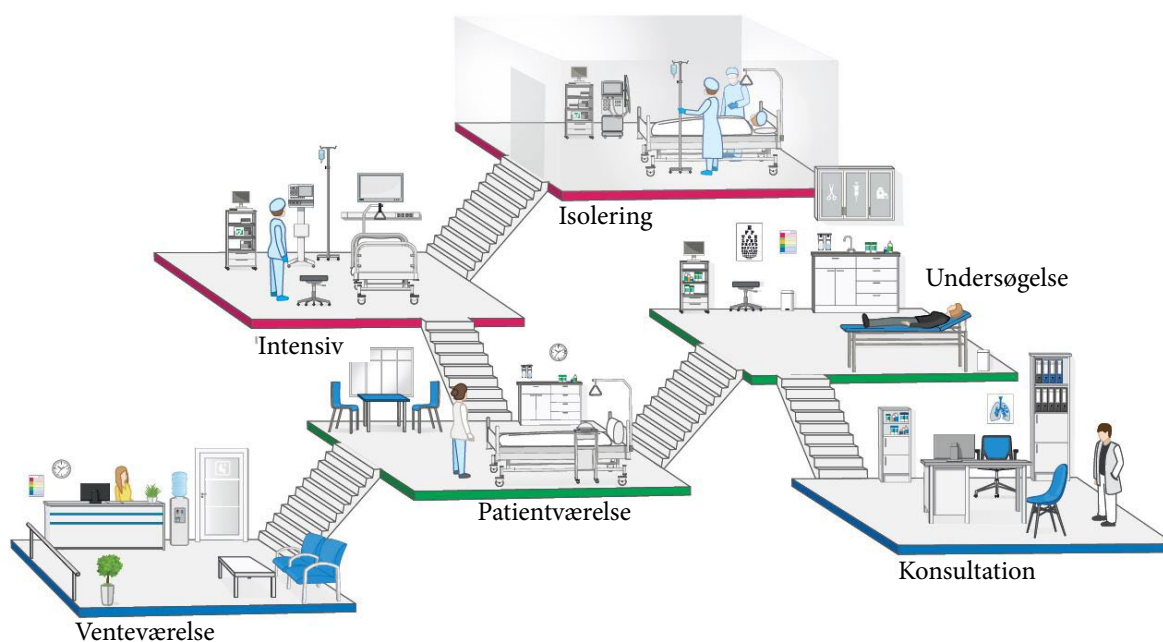 Isolering
Undersøgelse
Intensiv
Patientværelse
Konsultation
Venteværelse